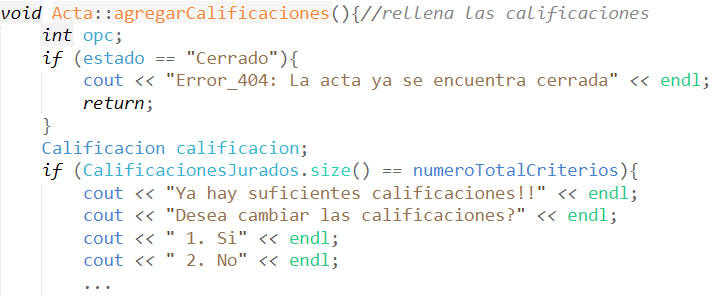 void Acta::agregarCalificaciones(){//rellena las calificaciones
    int opc;
    if (estado == "Cerrado"){
        cout << "Error_404: La acta ya se encuentra cerrada" << endl;
        return;
    }
    Calificacion calificacion;
    if (CalificacionesJurados.size() == numeroTotalCriterios){
        cout << "Ya hay suficientes calificaciones!!" << endl;
        cout << "Desea cambiar las calificaciones?" << endl;
        cout << " 1. Si" << endl;
        cout << " 2. No" << endl;
        ...